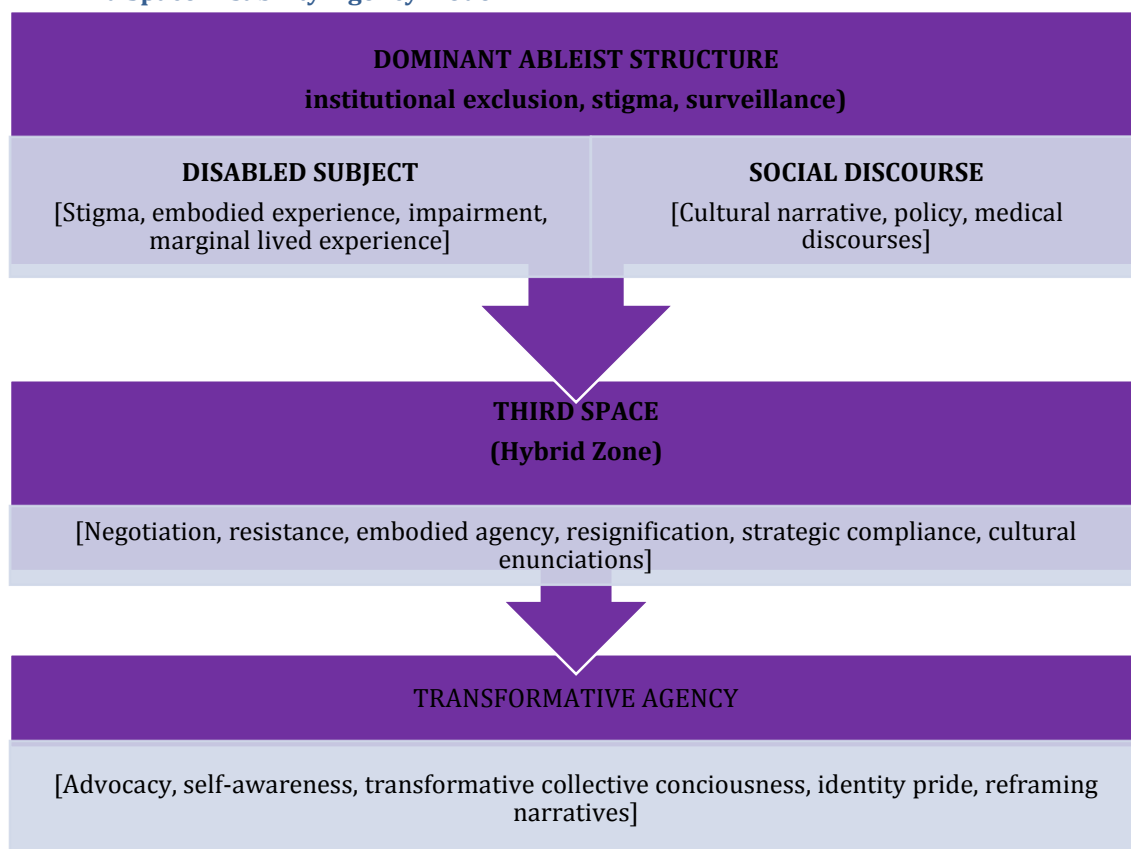 DOMINANT ABLEIST STRUCTURE
institutional exclusion, stigma, surveillance)
DISABLED SUBJECT
[Stigma, embodied experience, impairment,
marginal lived experience]
SOCIAL DISCOURSE
[Cultural narrative, policy, medical
discourses]
THIRD SPACE
(Hybrid Zone)
[Negotiation, resistance, embodied agency, resignification, strategic compliance, cultural
enunciations]
TRANSFORMATIVE AGENCY
[Advocacy, self-awareness, transformative collective conciousness, identity pride, reframing
narratives]